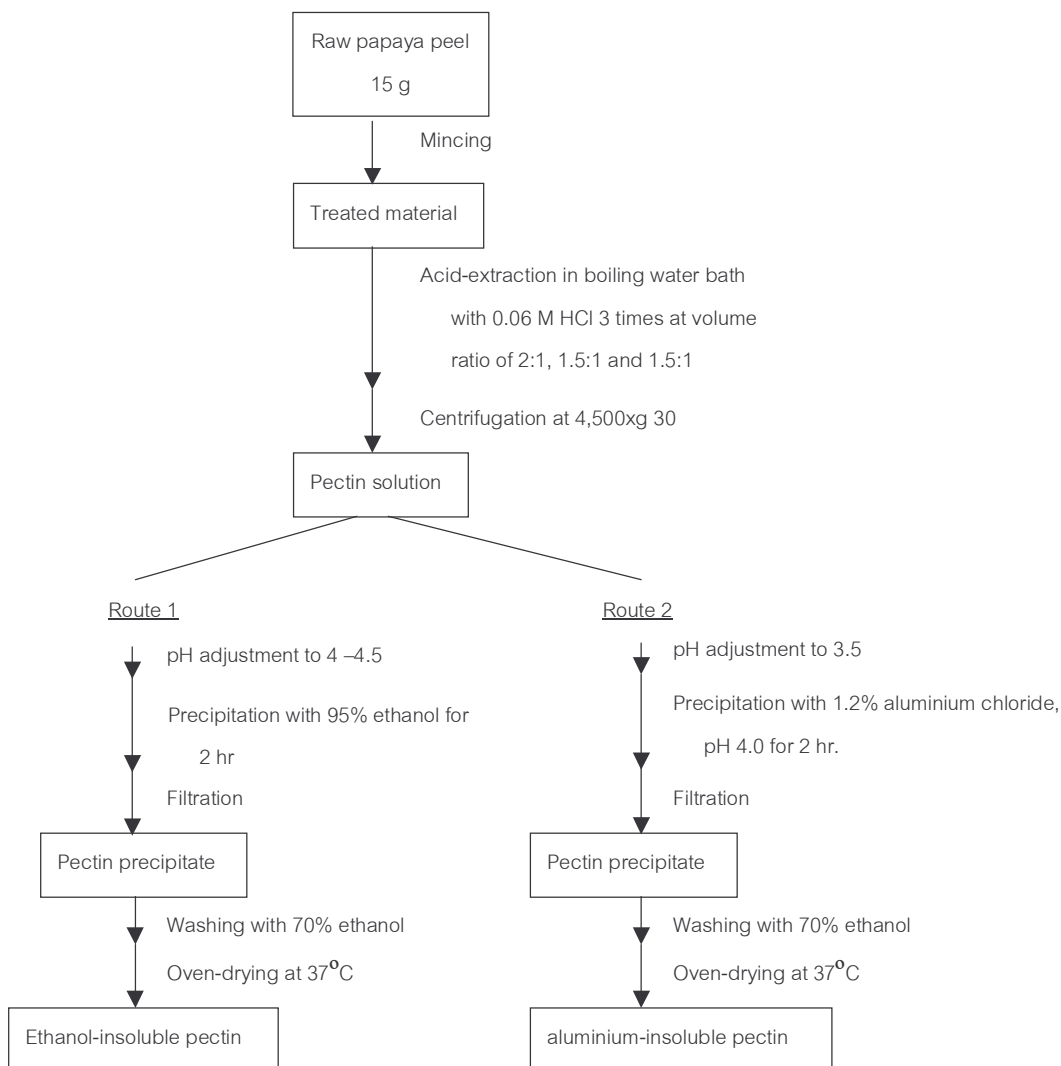 Raw papaya peel
15 g
Mincing
Treated material
Acid-extraction in boiling water bath
with 0.06 M HCl 3 times at volume
ratio of 2:1, 1.5:1 and 1.5:1
Centrifugation at 4,500xg 30
Pectin solution
Route 1
pH adjustment to 4 –4.5
Precipitation with 95% ethanol for
2 hr
Filtration
Pectin precipitate
Washing with 70% ethanol
Oven-drying at 37°C
Ethanol-insoluble pectin
Route 2
pH adjustment to 3.5
Precipitation with 1.2% aluminium chloride,
pH 4.0 for 2 hr.
Filtration
Pectin precipitate
Washing with 70% ethanol
Oven-drying at 37°C
aluminium-insoluble pectin